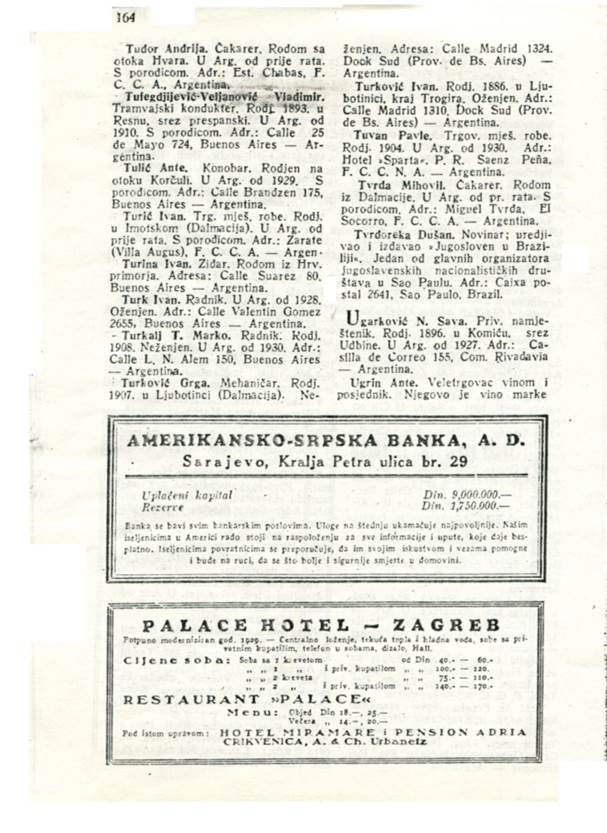 164
Tudor Andrija. Čakarer. Rodom sa
otoka Hvara. U Arg. od prije rata.
S porodicom. Adr.: Est. Chabas, F.
C. C. A., Argentina.
Tulegdjijević-Veljanović Vladimir.
Tramvajski kondukter. Rodj. 1893. u
Resnu, srez prespanski. U Arg. od
1910. S porodicom. Adr.: Calle 25
de Mayo 724, Buenos Aires — Ar-
gentina.
Tulić Ante. Konobar. Rodjen na
otoku Korčuli. U Arg. od 1929. S
porodicom. Adr.: Calle Brandzen 175,
Buenos Aires — Argentina.
Turić Ivan. Trg. mješ. robe. Rodj.
u Imotskom (Dalmacija). U Arg. od
prije rata. S porodicom. Adr.: Zarate
(Villa Augus), F. C. C. A. — Argen-
Turina Ivan. Zidar. Rodom iz Hrv.
primorja. Adresa: Calle Suarez 80,
Buenos Aires — Argentina.
Turk Ivan. Radnik. U Arg. od 1928.
Oženjen. Adr.: Calle Valentin Gomez
2655, Buenos Aires — Argentina.
Turkalj T. Marko. Radnik. Rodj.
1908. Neženjen. U Arg. od 1930. Adr.:
Calle L. N. Alem 150, Buenos Aires
— Argentina.
Turković Grga. Mehaničar. Rodj.
1907. u Ljubotinci (Dalmacija). Ne-
ženjen. Adresa: Calle Madrid 1324.
Dock Sud (Prov. de Bs. Aires) —
Argentina.
Turković Ivan. Rodj. 1886. u Lju-
botinici, kraj Trogira. Oženjen. Adr.:
Calle Madrid 1310, Dock Sud (Prov.
de Bs. Aires) — Argentina.
Tuvan Pavle. Trgov. mješ. robe.
Rodj. 1904. U Arg. od 1930. Adr.:
Hotel »Sparta«. P. R. Saenz Peña,
F. C. C. N. A. — Argentina.
Tvrda Mihovil. Čakarer. Rodom
iz Dalmacije. U Arg. od pr. rata. S
porodicom. Adr.: Miguel Tvrda, El
Socorro, F. C. C. A. — Argentina.
Tvrdoreka Dušan. Novinar; uredji-
vao i izdavao »Jugosloven u Brazi-
liji«. Jedan od glavnih organizatora
jugoslavenskih nacionalističkih dru-
štava u Sao Paulu. Adr.: Caixa po-
stal 2641, Sao Paulo, Brazil.
Ugarković N. Sava. Priv. namje-
štenik. Rodj. 1896. u Komiću, srez
Udbine. U Arg. od 1927. Adr.: Ca-
silla de Correo 155, Com. Rivadavia
— Argentina.
Ugrin Ante. Veletrgovac vinom i
posjednik. Njegovo je vino marke
AMERIKANSKO-SRPSKA BANKA, A. D.
Sarajevo, Kralja Petra ulica br. 29
Uplaćeni kapital Din. 9,000.000.—
Rezerve Din. 1,750.000.—
Banka se bavi svim bankarskim poslovima. Uloge na štednju ukamaćuje najpovoljnije. Našim
iseljenicima u Americi rado stoji na raspoloženju za sve informacije i upute, koje daje bes-
platno. Iseljenicima povratnicima se preporučuje, da im svojim iskustvom i vezama pomogne
i bude na ruci, da se što bolje i sigurnije smjeste u domovini.
PALACE HOTEL — ZAGREB
Potpuno moderniziran god. 1929. — Centralno loženje, tekuća topla i hladna voda, sobe sa pri-
vatnim kupatilim, telefon u sobama, dizalo, Hall.
Cijene soba: Soba sa 1 krevetom od Din 40.- — 60.-
„ „ 1 „ i priv. kupatilom „ „ 100.- — 120.
„ „ 2 kreveta „ „ 75.- — 110.-
„ „ 2 „ i priv. kupatilom „ „ 140.- — 170.-
RESTAURANT »PALACE«
Menu: Objed Din 18.—, 25.—
Večera „ 14.—, 20.—
Pod istom upravom: HOTEL MIRAMARE i PENSION ADRIA
CRIKVENICA, A. & Ch. Urbanetz